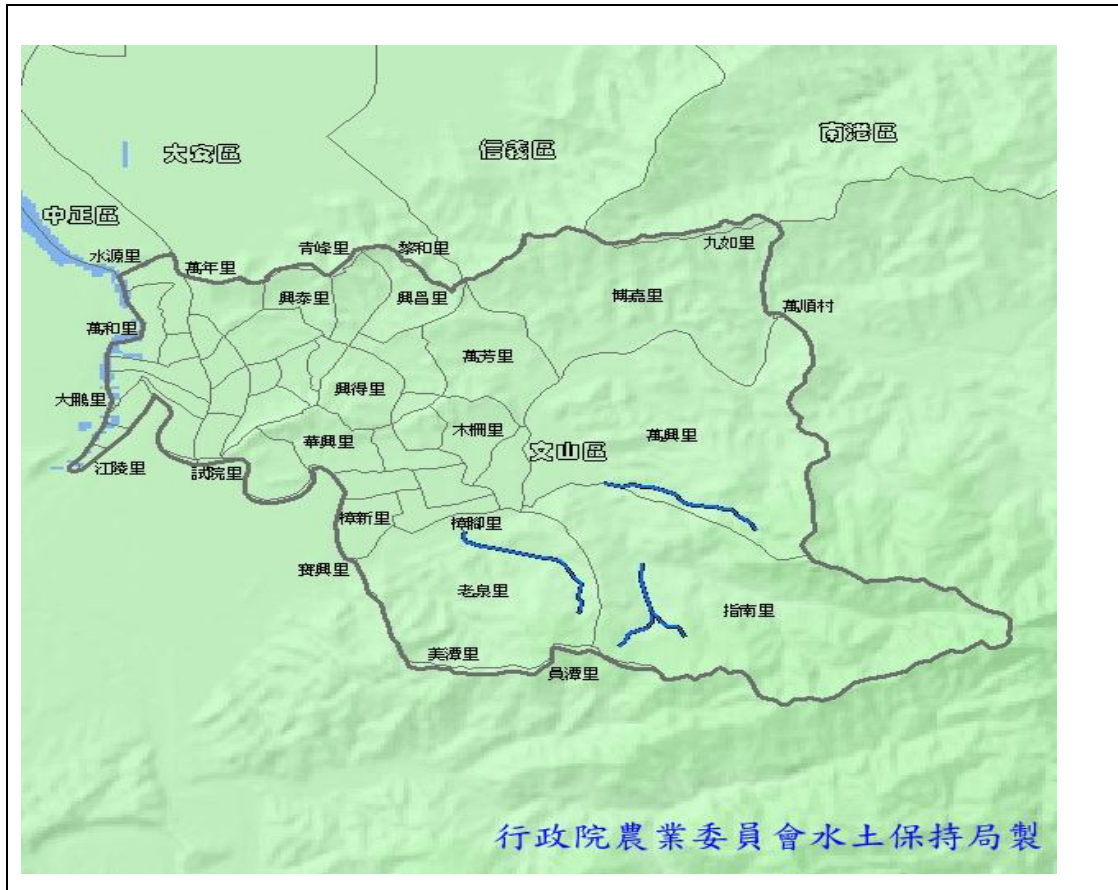 南港區
大安區
信義區
中正區
水源里
萬年里
青峰里
黎和里
九如里
興泰里
興昌里
博嘉里
萬順村
萬和里
萬芳里
興得里
大鵬里
木柵里
萬興里
華興里
文山區
江陵里
試院里
樟新里
樟腳里
寶興里
老泉里
指南里
美潭里
員潭里
行政院農業委員會水土保持局製